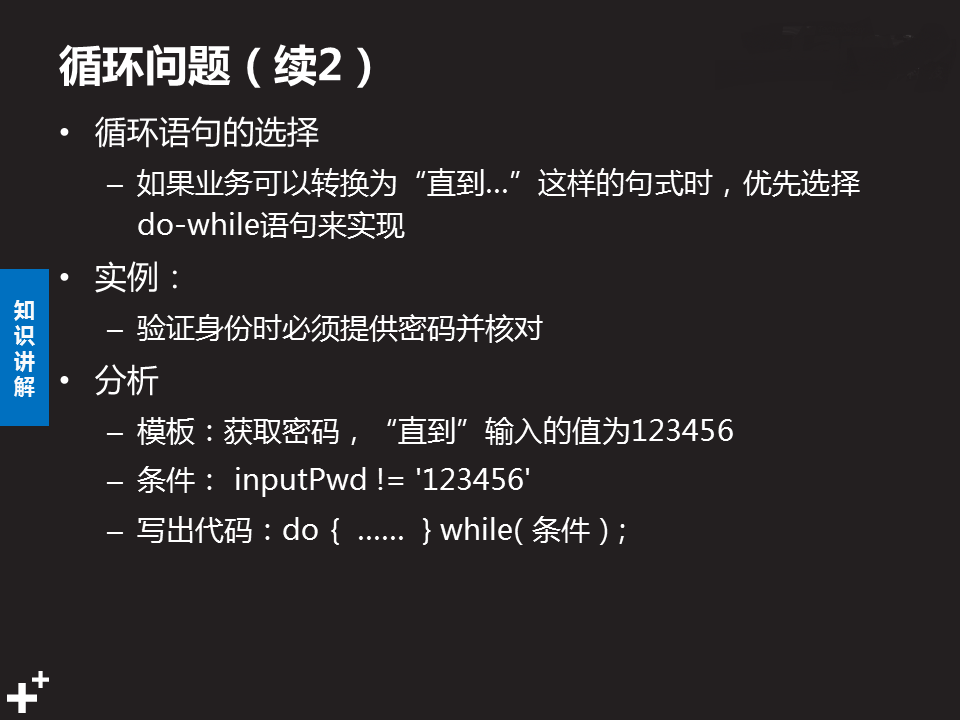 循环问题（续2）
• 循环语句的选择
– 如果业务可以转换为“直到…”这样的句式时，优先选择
do-while语句来实现
• 实例：
– 验证身份时必须提供密码并核对
• 分析
– 模板：获取密码，“直到”输入的值为123456
– 条件： inputPwd != '123456'
– 写出代码：do { …… } while( 条件 ) ;
知
识
讲
解